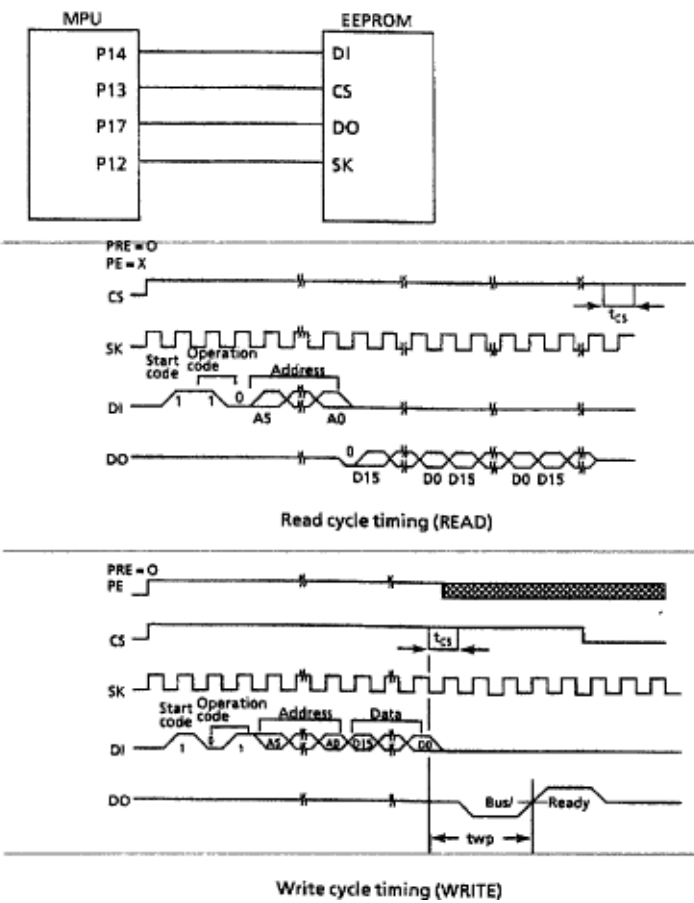 MPU EEPROM
P14 DI
P13 CS
P17 DO
P12 SK
PRE = O
PE = X
CS
tcs
SK
Start code Operation code Address
DI 1 1 0 A5 A0
DO 0 D15 D0 D15 D0 D15
Read cycle timing (READ)
PRE = O
PE
CS tcs
SK
Start code Operation code Address Data
DI 1 1 A5 A0 D15 D0
DO Bus/ Ready
twp
Write cycle timing (WRITE)